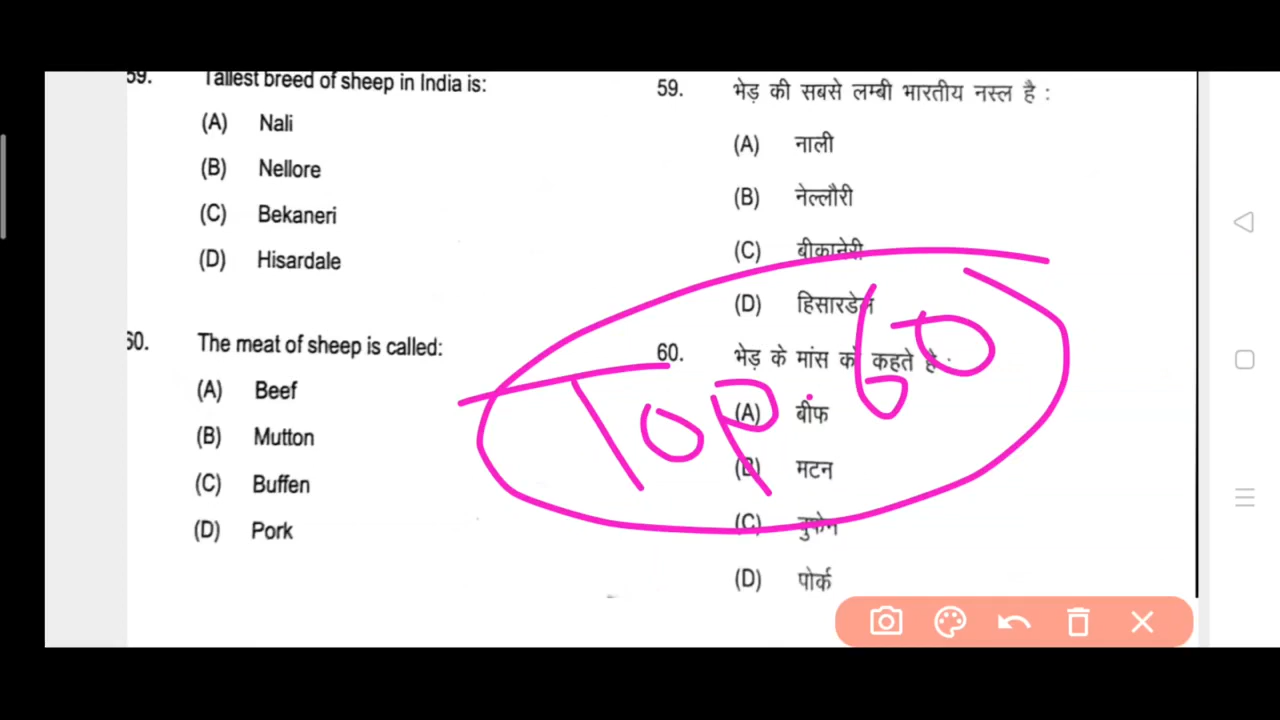 59. Tallest breed of sheep in India is:
(A) Nali
(B) Nellore
(C) Bekaneri
(D) Hisardale
60. The meat of sheep is called:
(A) Beef
(B) Mutton
(C) Buffen
(D) Pork
59. भेड़ की सबसे लम्बी भारतीय नस्ल है :
(A) नाली
(B) नेल्लौरी
(C) बीकानेरी
(D) हिसारडेल
60. भेड़ के मांस को कहते है :
(A) बीफ
(B) मटन
(C) बुफेन
(D) पोर्क
Top. 60